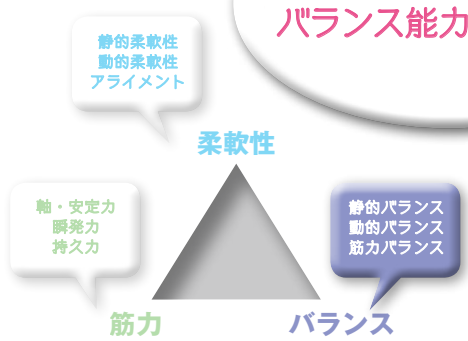 バランス能力
静的柔軟性
動的柔軟性
アライメント
柔軟性
軸・安定力
瞬発力
持久力
静的バランス
動的バランス
筋力バランス
筋力
バランス